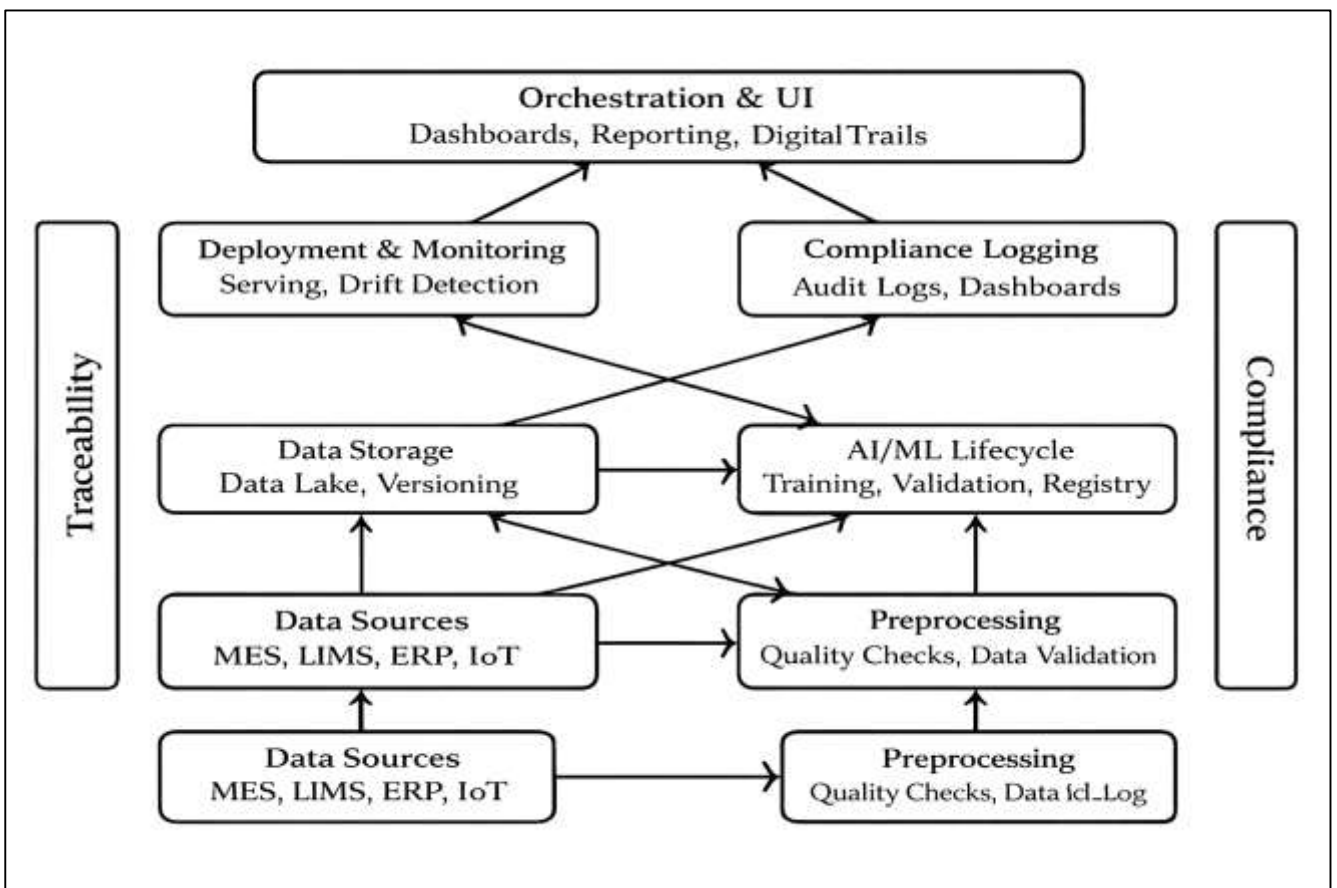 Orchestration & UI
Dashboards, Reporting, Digital Trails
Traceability
Deployment & Monitoring
Serving, Drift Detection
Compliance Logging
Audit Logs, Dashboards
Compliance
Data Storage
Data Lake, Versioning
AI/ML Lifecycle
Training, Validation, Registry
Data Sources
MES, LIMS, ERP, IoT
Preprocessing
Quality Checks, Data Validation
Data Sources
MES, LIMS, ERP, IoT
Preprocessing
Quality Checks, Data